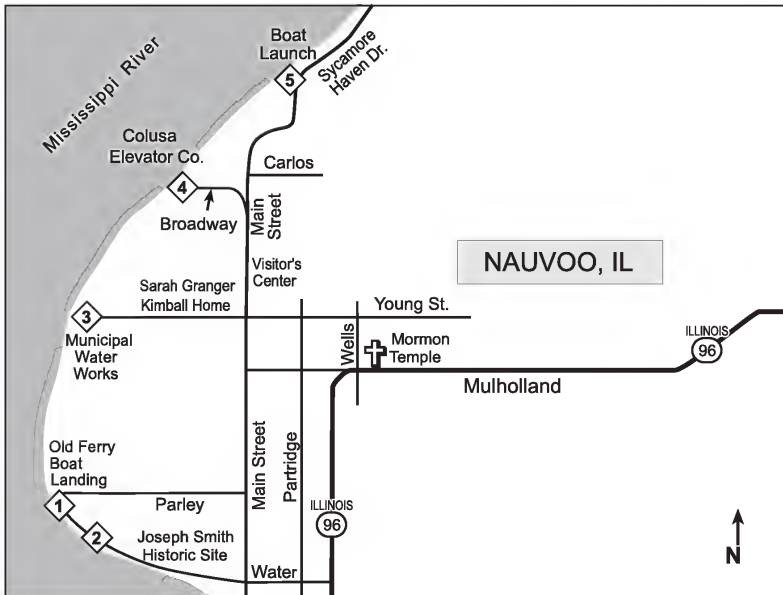 Boat
Launch
5
Sycamore
Haven Dr.
Mississippi River
Colusa
Elevator Co.
4
Broadway
Carlos
Main
Street
Visitor's
Center
NAUVOO, IL
Sarah Granger
Kimball Home
Young St.
3
Municipal
Water
Works
Wells
Mormon
Temple
ILLINOIS
96
Mulholland
Old Ferry
Boat
Landing
1
Parley
Main Street
Partridge
ILLINOIS
96
2
Joseph Smith
Historic Site
Water
N